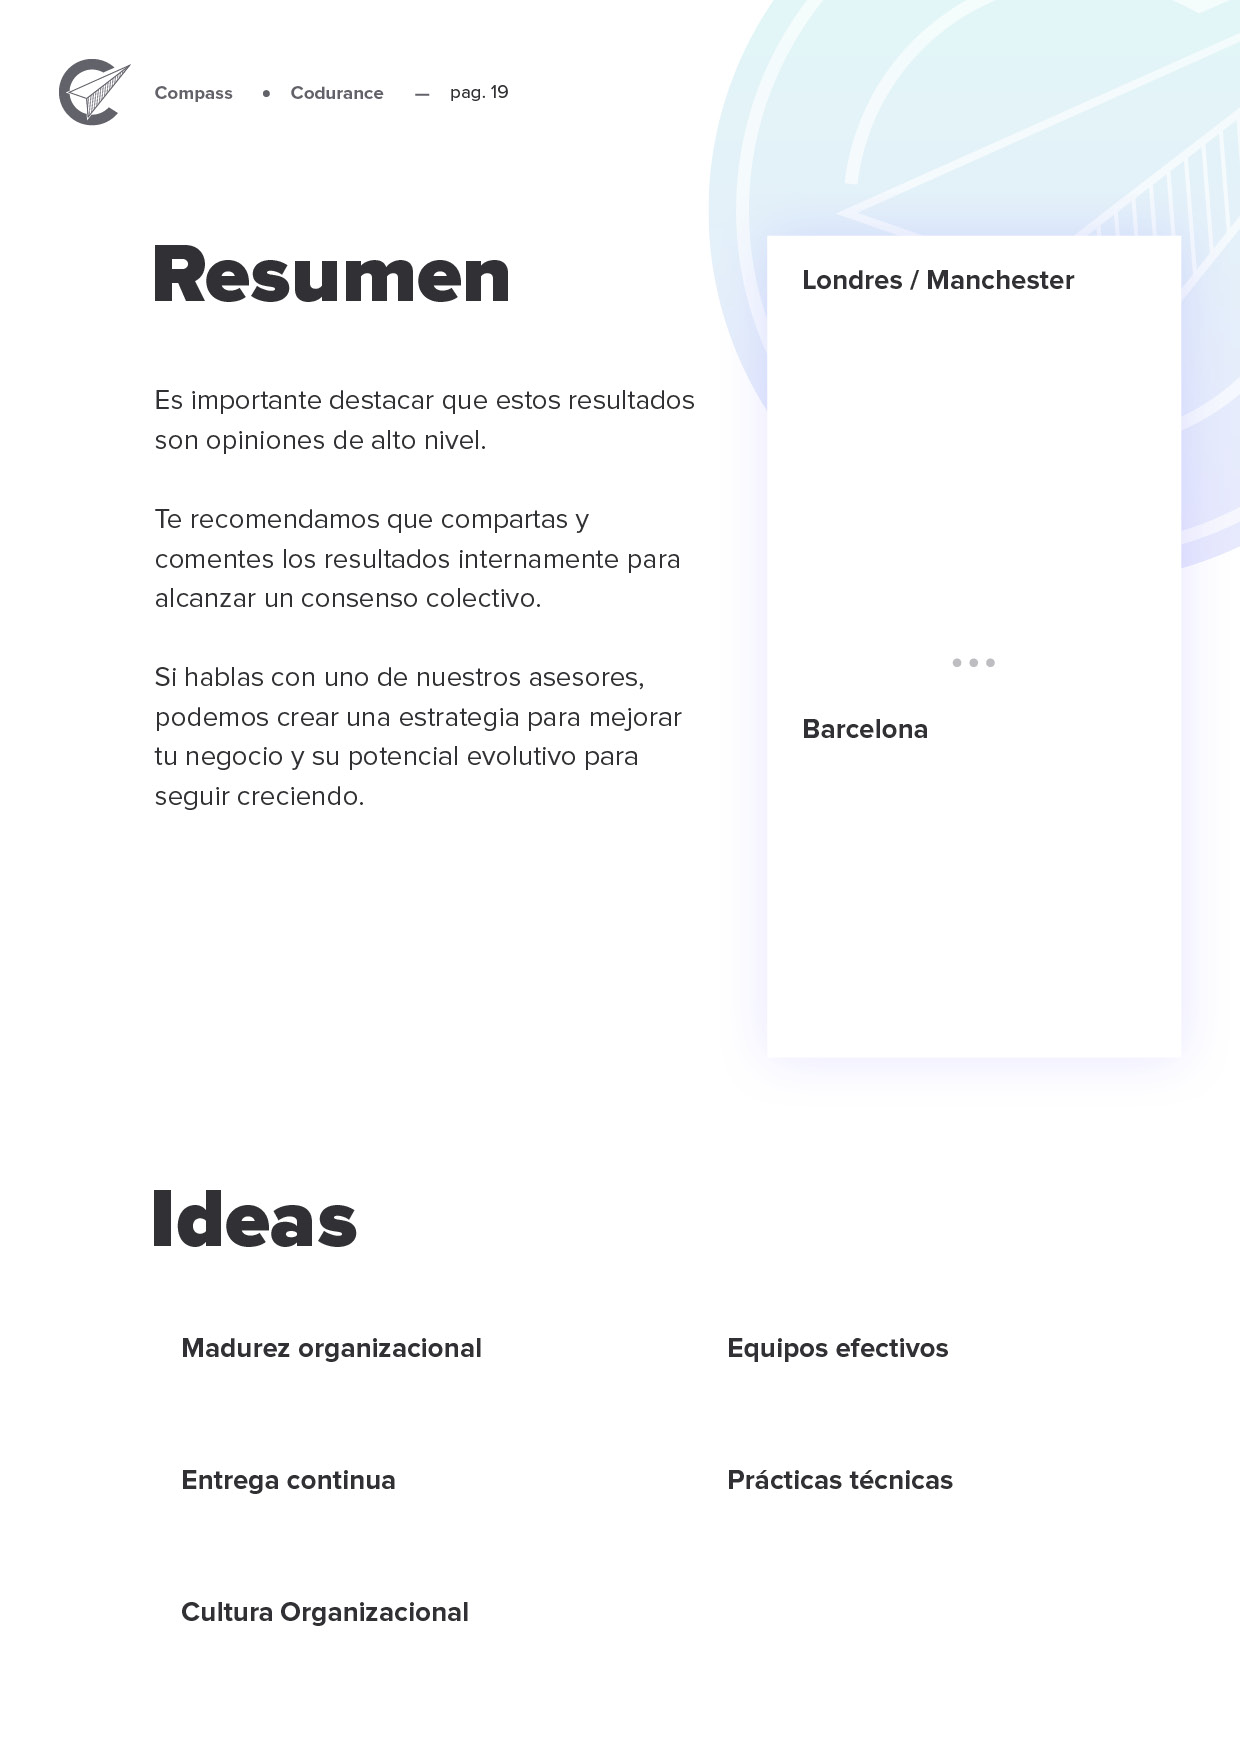 Compass • Codurance — pag. 19
Resumen
Es importante destacar que estos resultados
son opiniones de alto nivel.
Te recomendamos que compartas y
comentes los resultados internamente para
alcanzar un consenso colectivo.
Si hablas con uno de nuestros asesores,
podemos crear una estrategia para mejorar
tu negocio y su potencial evolutivo para
seguir creciendo.
Londres / Manchester
Barcelona
Ideas
Madurez organizacional
Equipos efectivos
Entrega continua
Prácticas técnicas
Cultura Organizacional